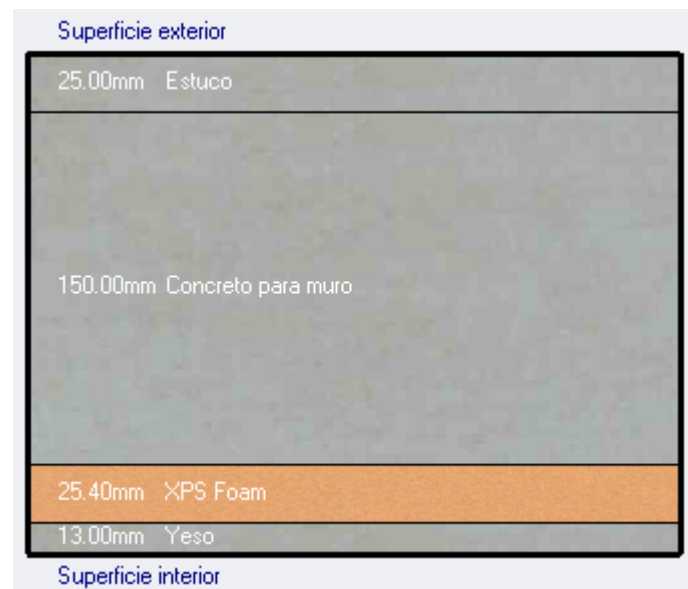 Superficie exterior
25.00mm Estuco
150.00mm Concreto para muro
25.40mm XPS Foam
13.00mm Yeso
Superficie interior